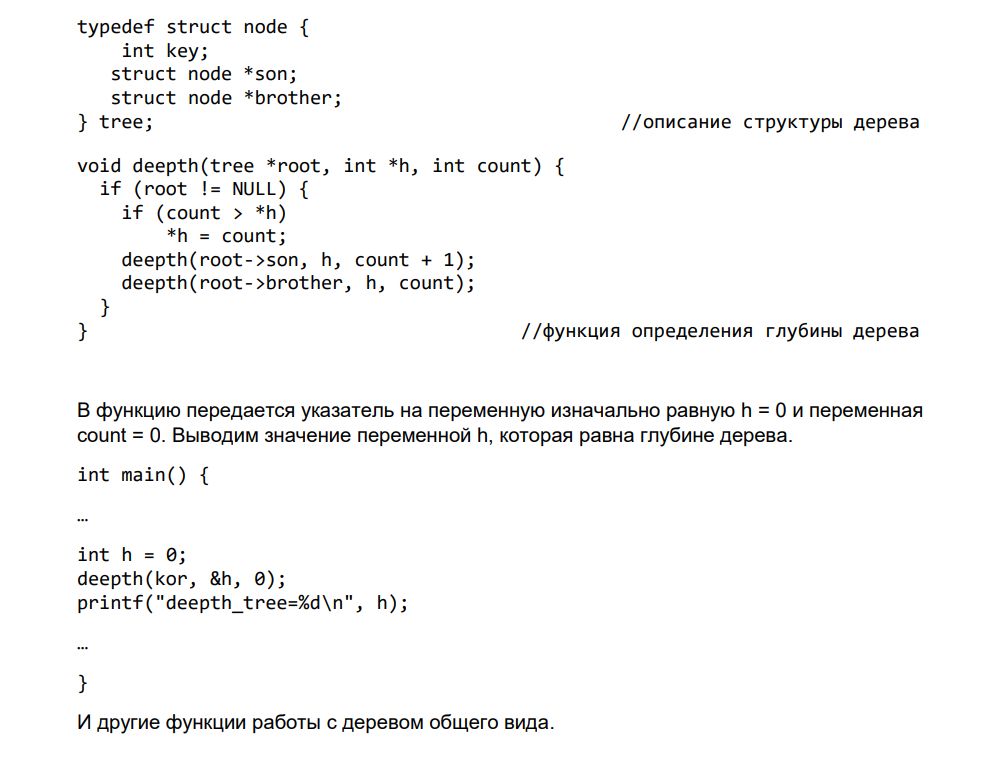 typedef struct node {
int key;
struct node *son;
struct node *brother;
} tree; //описание структуры дерева
void deepth(tree *root, int *h, int count) {
if (root != NULL) {
if (count > *h)
*h = count;
deepth(root->son, h, count + 1);
deepth(root->brother, h, count);
}
} //функция определения глубины дерева
В функцию передается указатель на переменную изначально равную h = 0 и переменная
count = 0. Выводим значение переменной h, которая равна глубине дерева.
int main() {
…
int h = 0;
deepth(kor, &h, 0);
printf("deepth_tree=%d\n", h);
…
}
И другие функции работы с деревом общего вида.